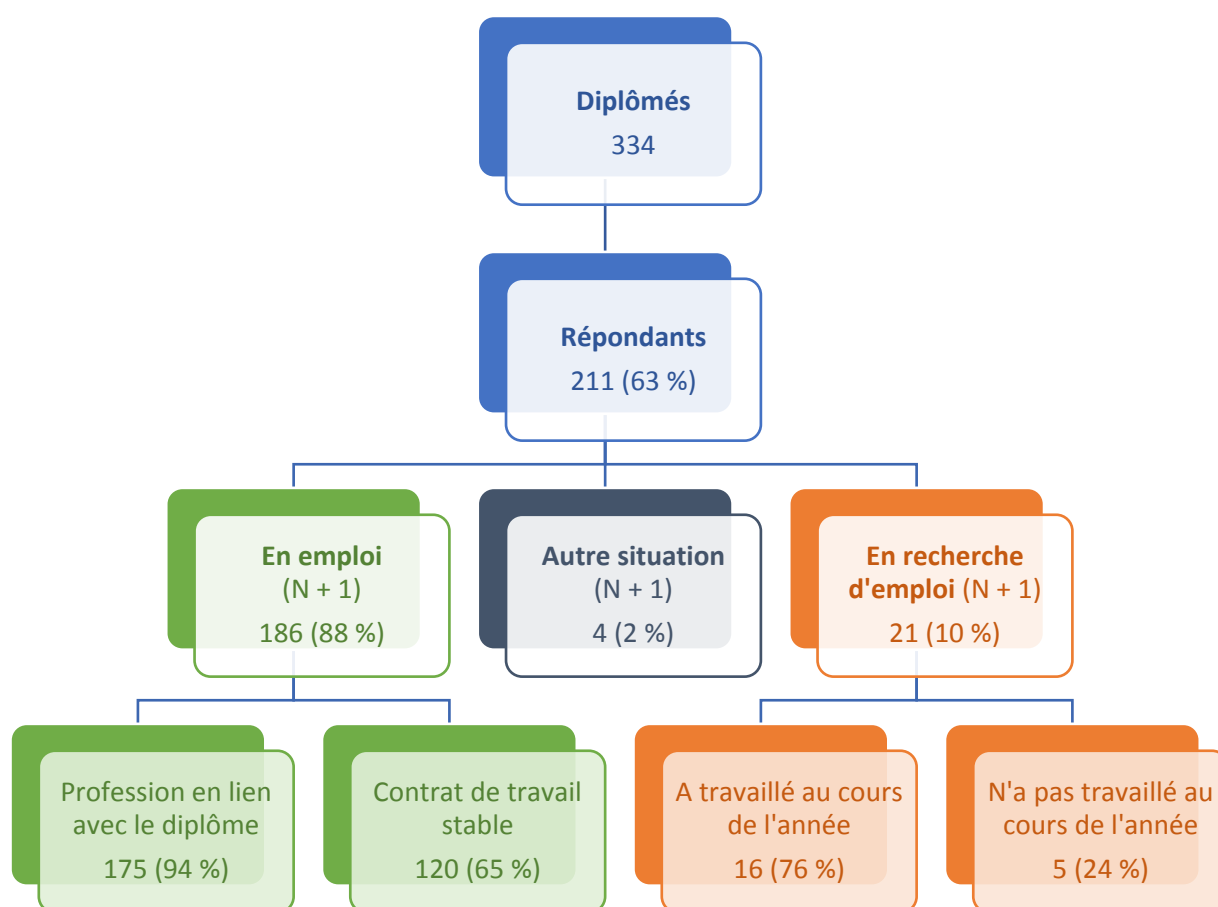 Diplômés
334
Répondants
211 (63 %)
En emploi
(N + 1)
186 (88 %)
Autre situation
(N + 1)
4 (2 %)
En recherche
d'emploi (N + 1)
21 (10 %)
Profession en lien
avec le diplôme
175 (94 %)
Contrat de travail
stable
120 (65 %)
A travaillé au cours
de l'année
16 (76 %)
N'a pas travaillé au
cours de l'année
5 (24 %)